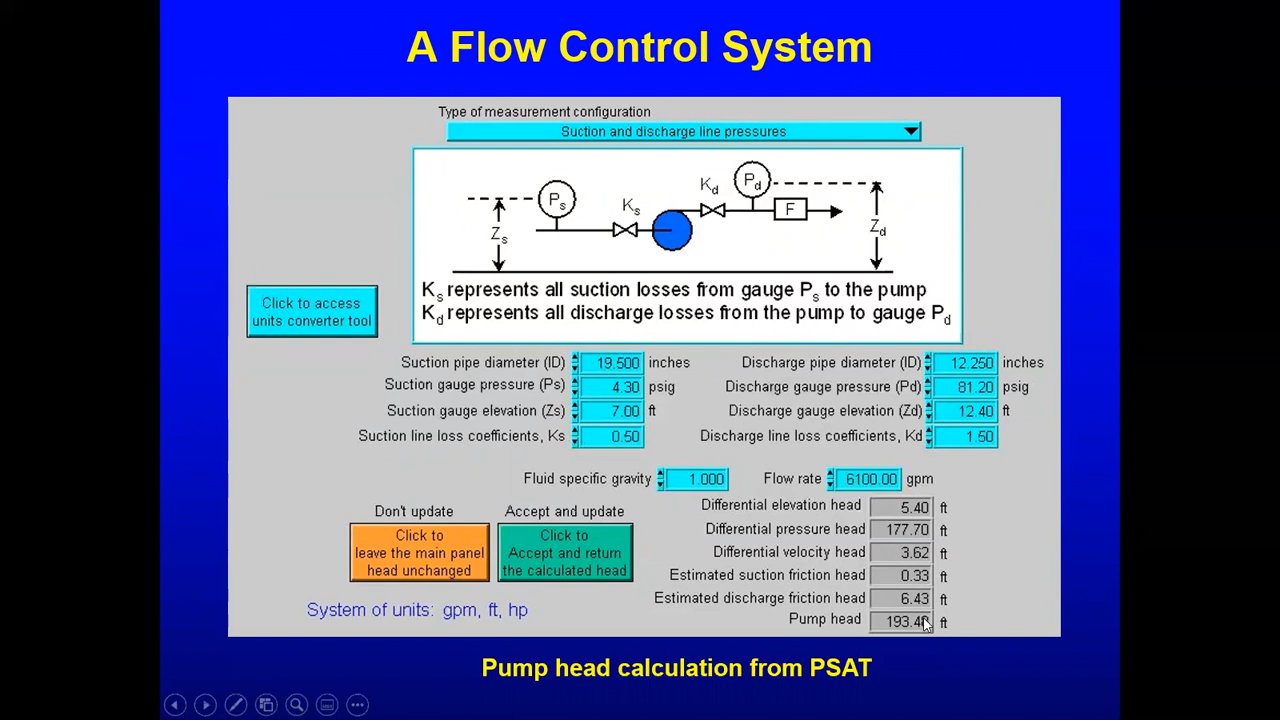 A Flow Control System
Type of measurement configuration
Suction and discharge line pressures
Ps
Ks
Kd
Pd
F
Zs
Zd
Ks represents all suction losses from gauge Ps to the pump
Kd represents all discharge losses from the pump to gauge Pd
Click to access
units converter tool
Suction pipe diameter (ID) 19.500 inches
Suction gauge pressure (Ps) 4.30 psig
Suction gauge elevation (Zs) 7.00 ft
Suction line loss coefficients, Ks 0.50
Discharge pipe diameter (ID) 12.250 inches
Discharge gauge pressure (Pd) 81.20 psig
Discharge gauge elevation (Zd) 12.40 ft
Discharge line loss coefficients, Kd 1.50
Fluid specific gravity 1.000 Flow rate 6100.00 gpm
Don't update
Click to
leave the main panel
head unchanged
Accept and update
Click to
Accept and return
the calculated head
Differential elevation head 5.40 ft
Differential pressure head 177.70 ft
Differential velocity head 3.62 ft
Estimated suction friction head 0.33 ft
Estimated discharge friction head 6.43 ft
Pump head ft
System of units: gpm, ft, hp
Pump head calculation from PSAT